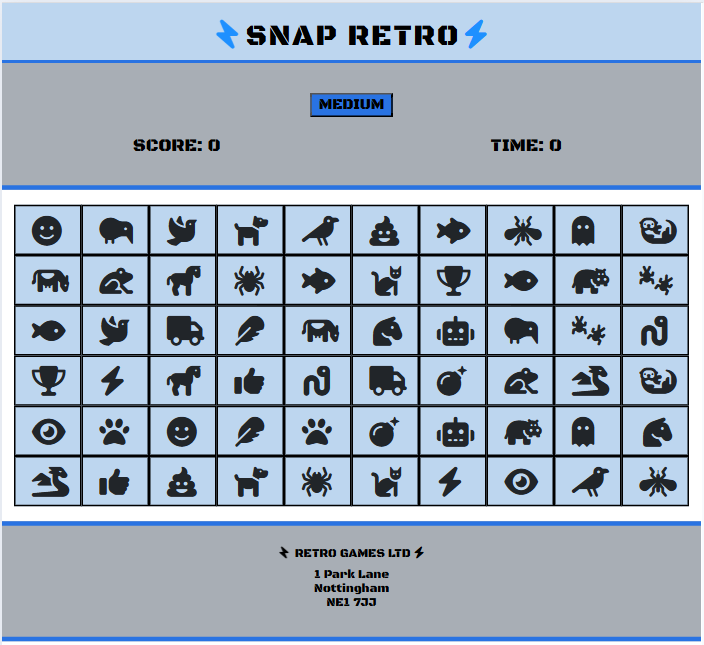 SNAP RETRO
MEDIUM
SCORE: 0
TIME: 0
RETRO GAMES LTD
1 Park Lane
Nottingham
NE1 7JJ